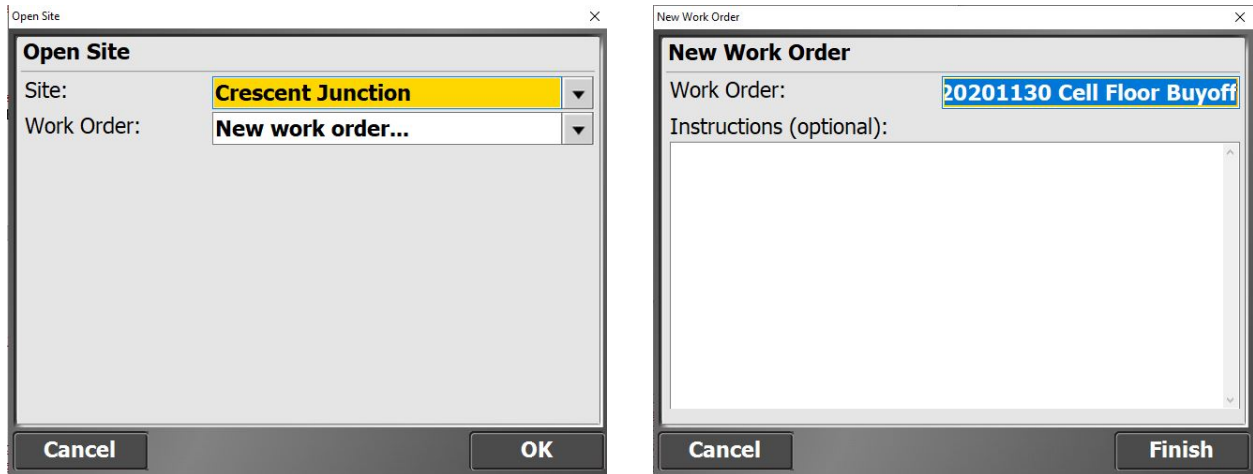 Open Site
Open Site
Site: Crescent Junction
Work Order: New work order...
Cancel OK
New Work Order
New Work Order
Work Order: 20201130 Cell Floor Buyoff
Instructions (optional):
Cancel Finish